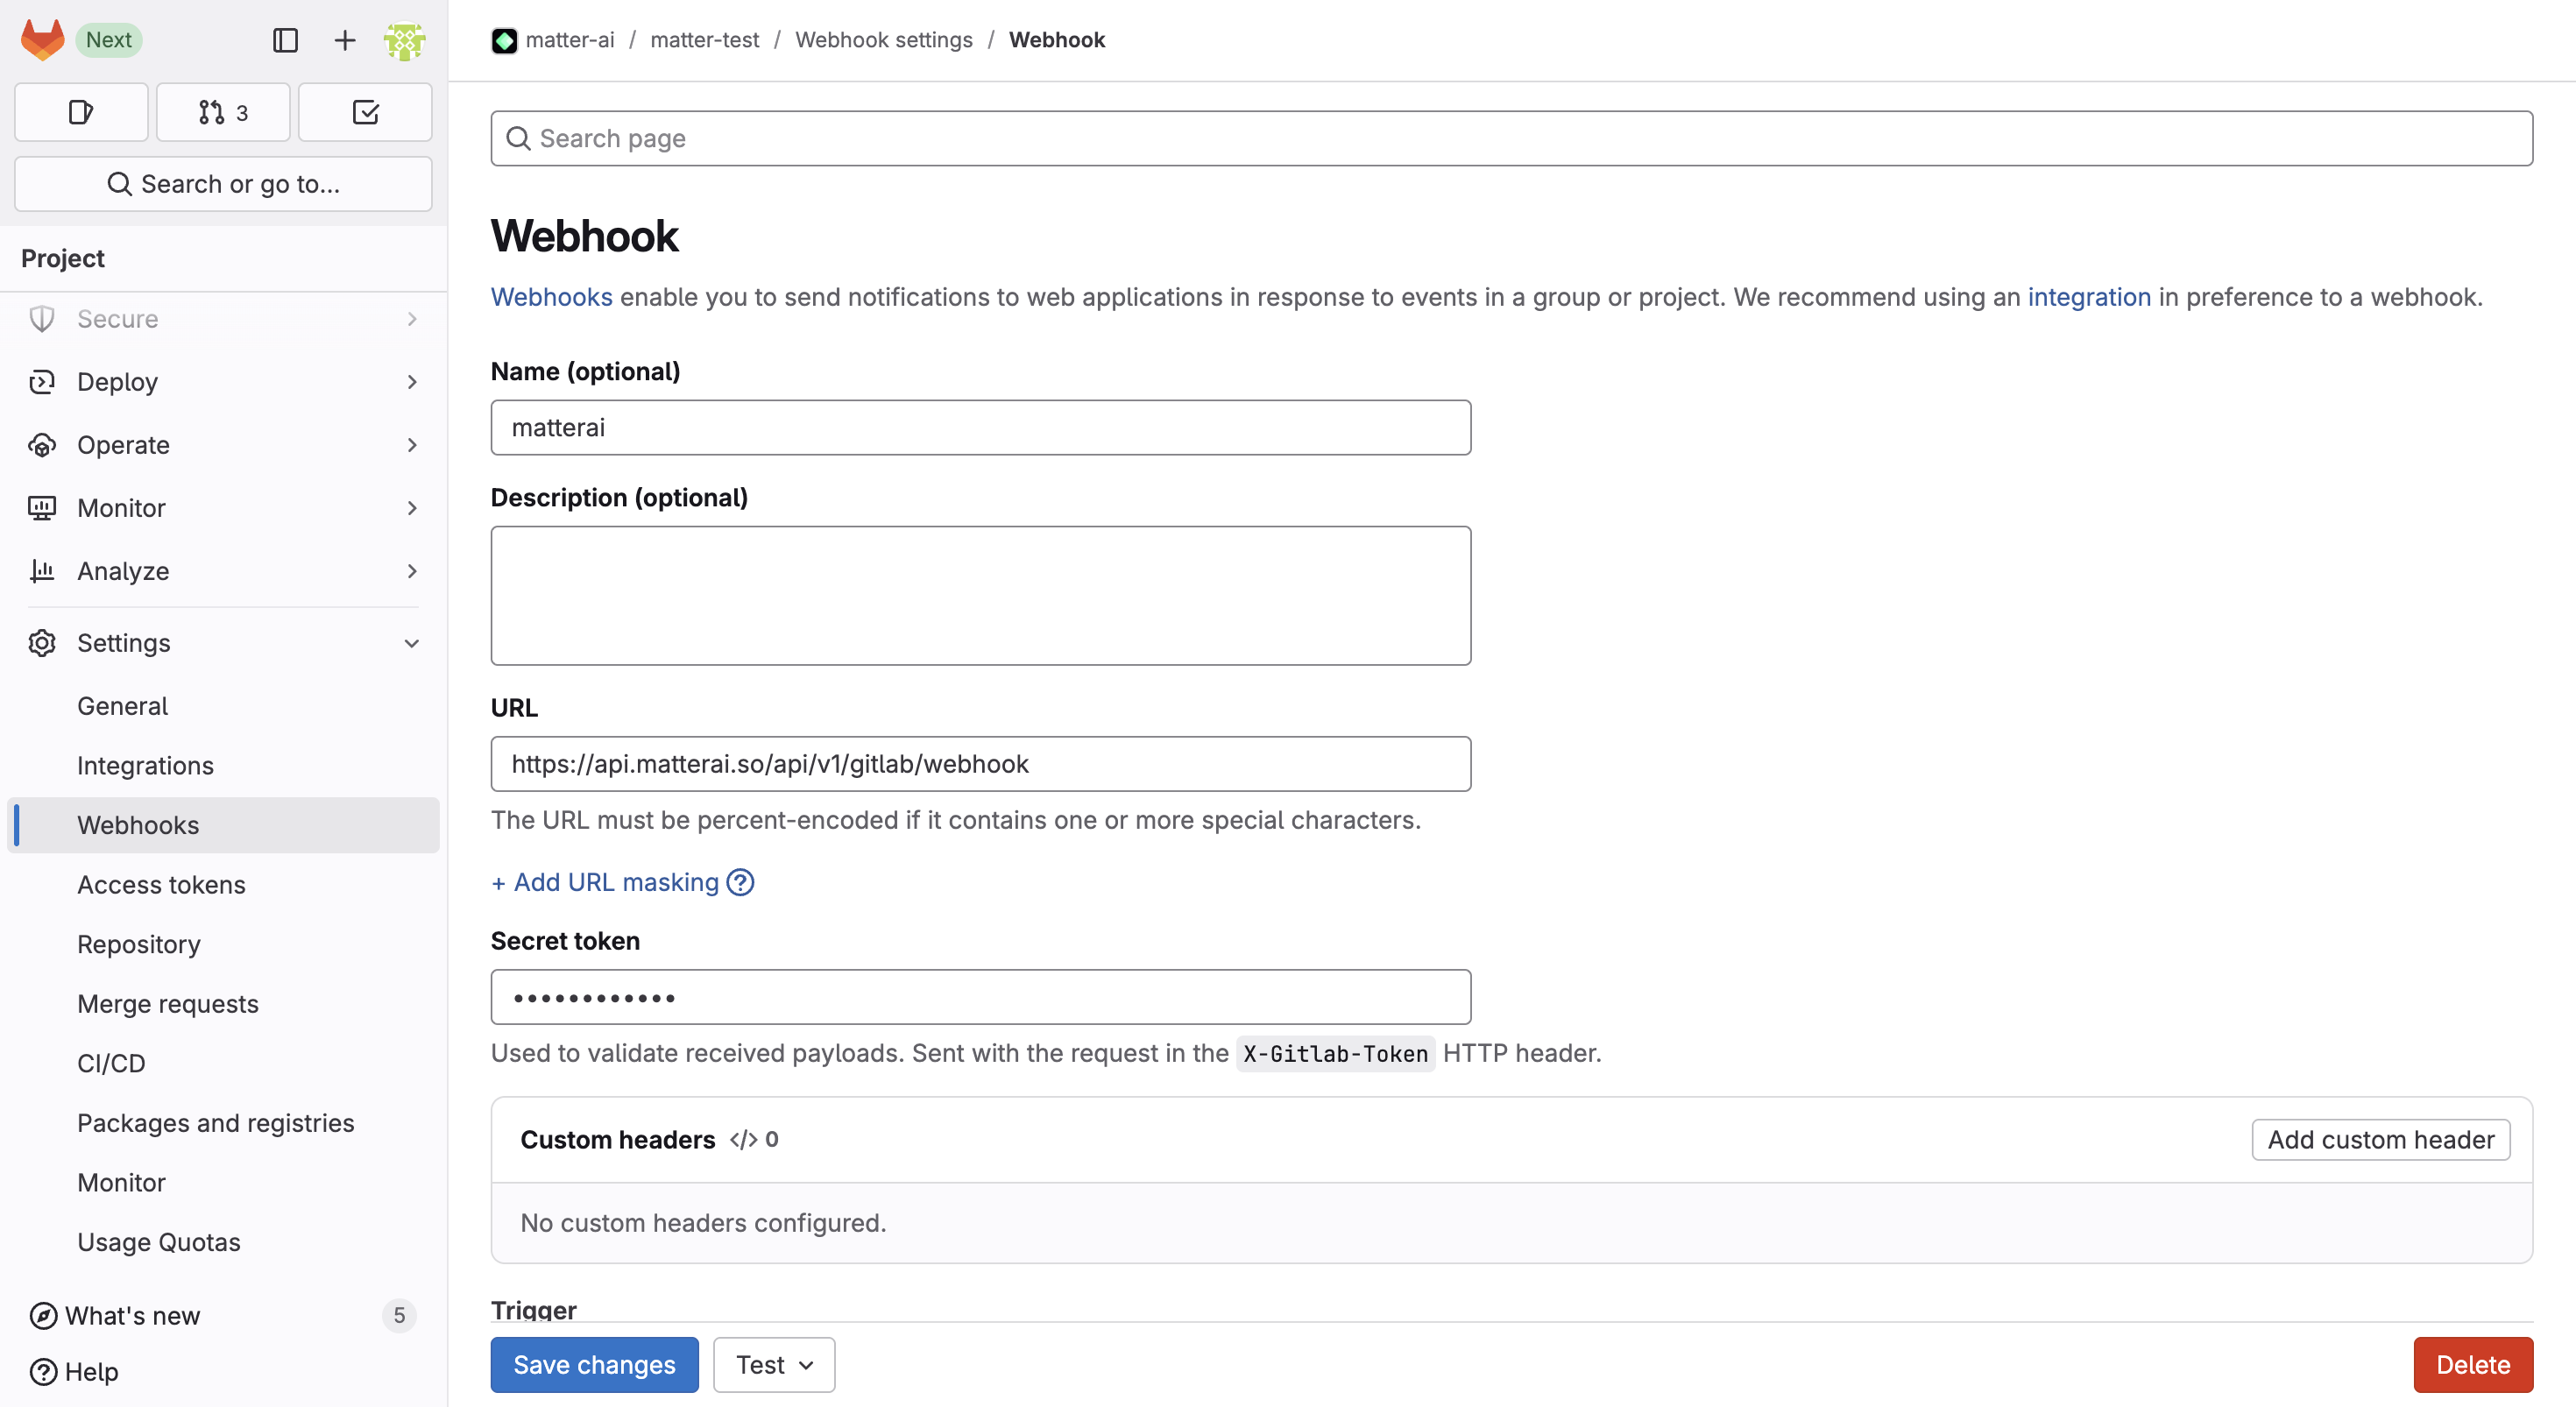 Next
3
Search or go to...
Project
Secure
Deploy
Operate
Monitor
Analyze
Settings
General
Integrations
Webhooks
Access tokens
Repository
Merge requests
CI/CD
Packages and registries
Monitor
Usage Quotas
What's new 5
Help
matter-ai / matter-test / Webhook settings / Webhook
Search page
Webhook
Webhooks enable you to send notifications to web applications in response to events in a group or project. We recommend using an integration in preference to a webhook.
Name (optional)
matterai
Description (optional)
URL
https://api.matterai.so/api/v1/gitlab/webhook
The URL must be percent-encoded if it contains one or more special characters.
+ Add URL masking
Secret token
••••••••••••
Used to validate received payloads. Sent with the request in the X-Gitlab-Token HTTP header.
Custom headers </> 0
Add custom header
No custom headers configured.
Trigger
Save changes
Test
Delete